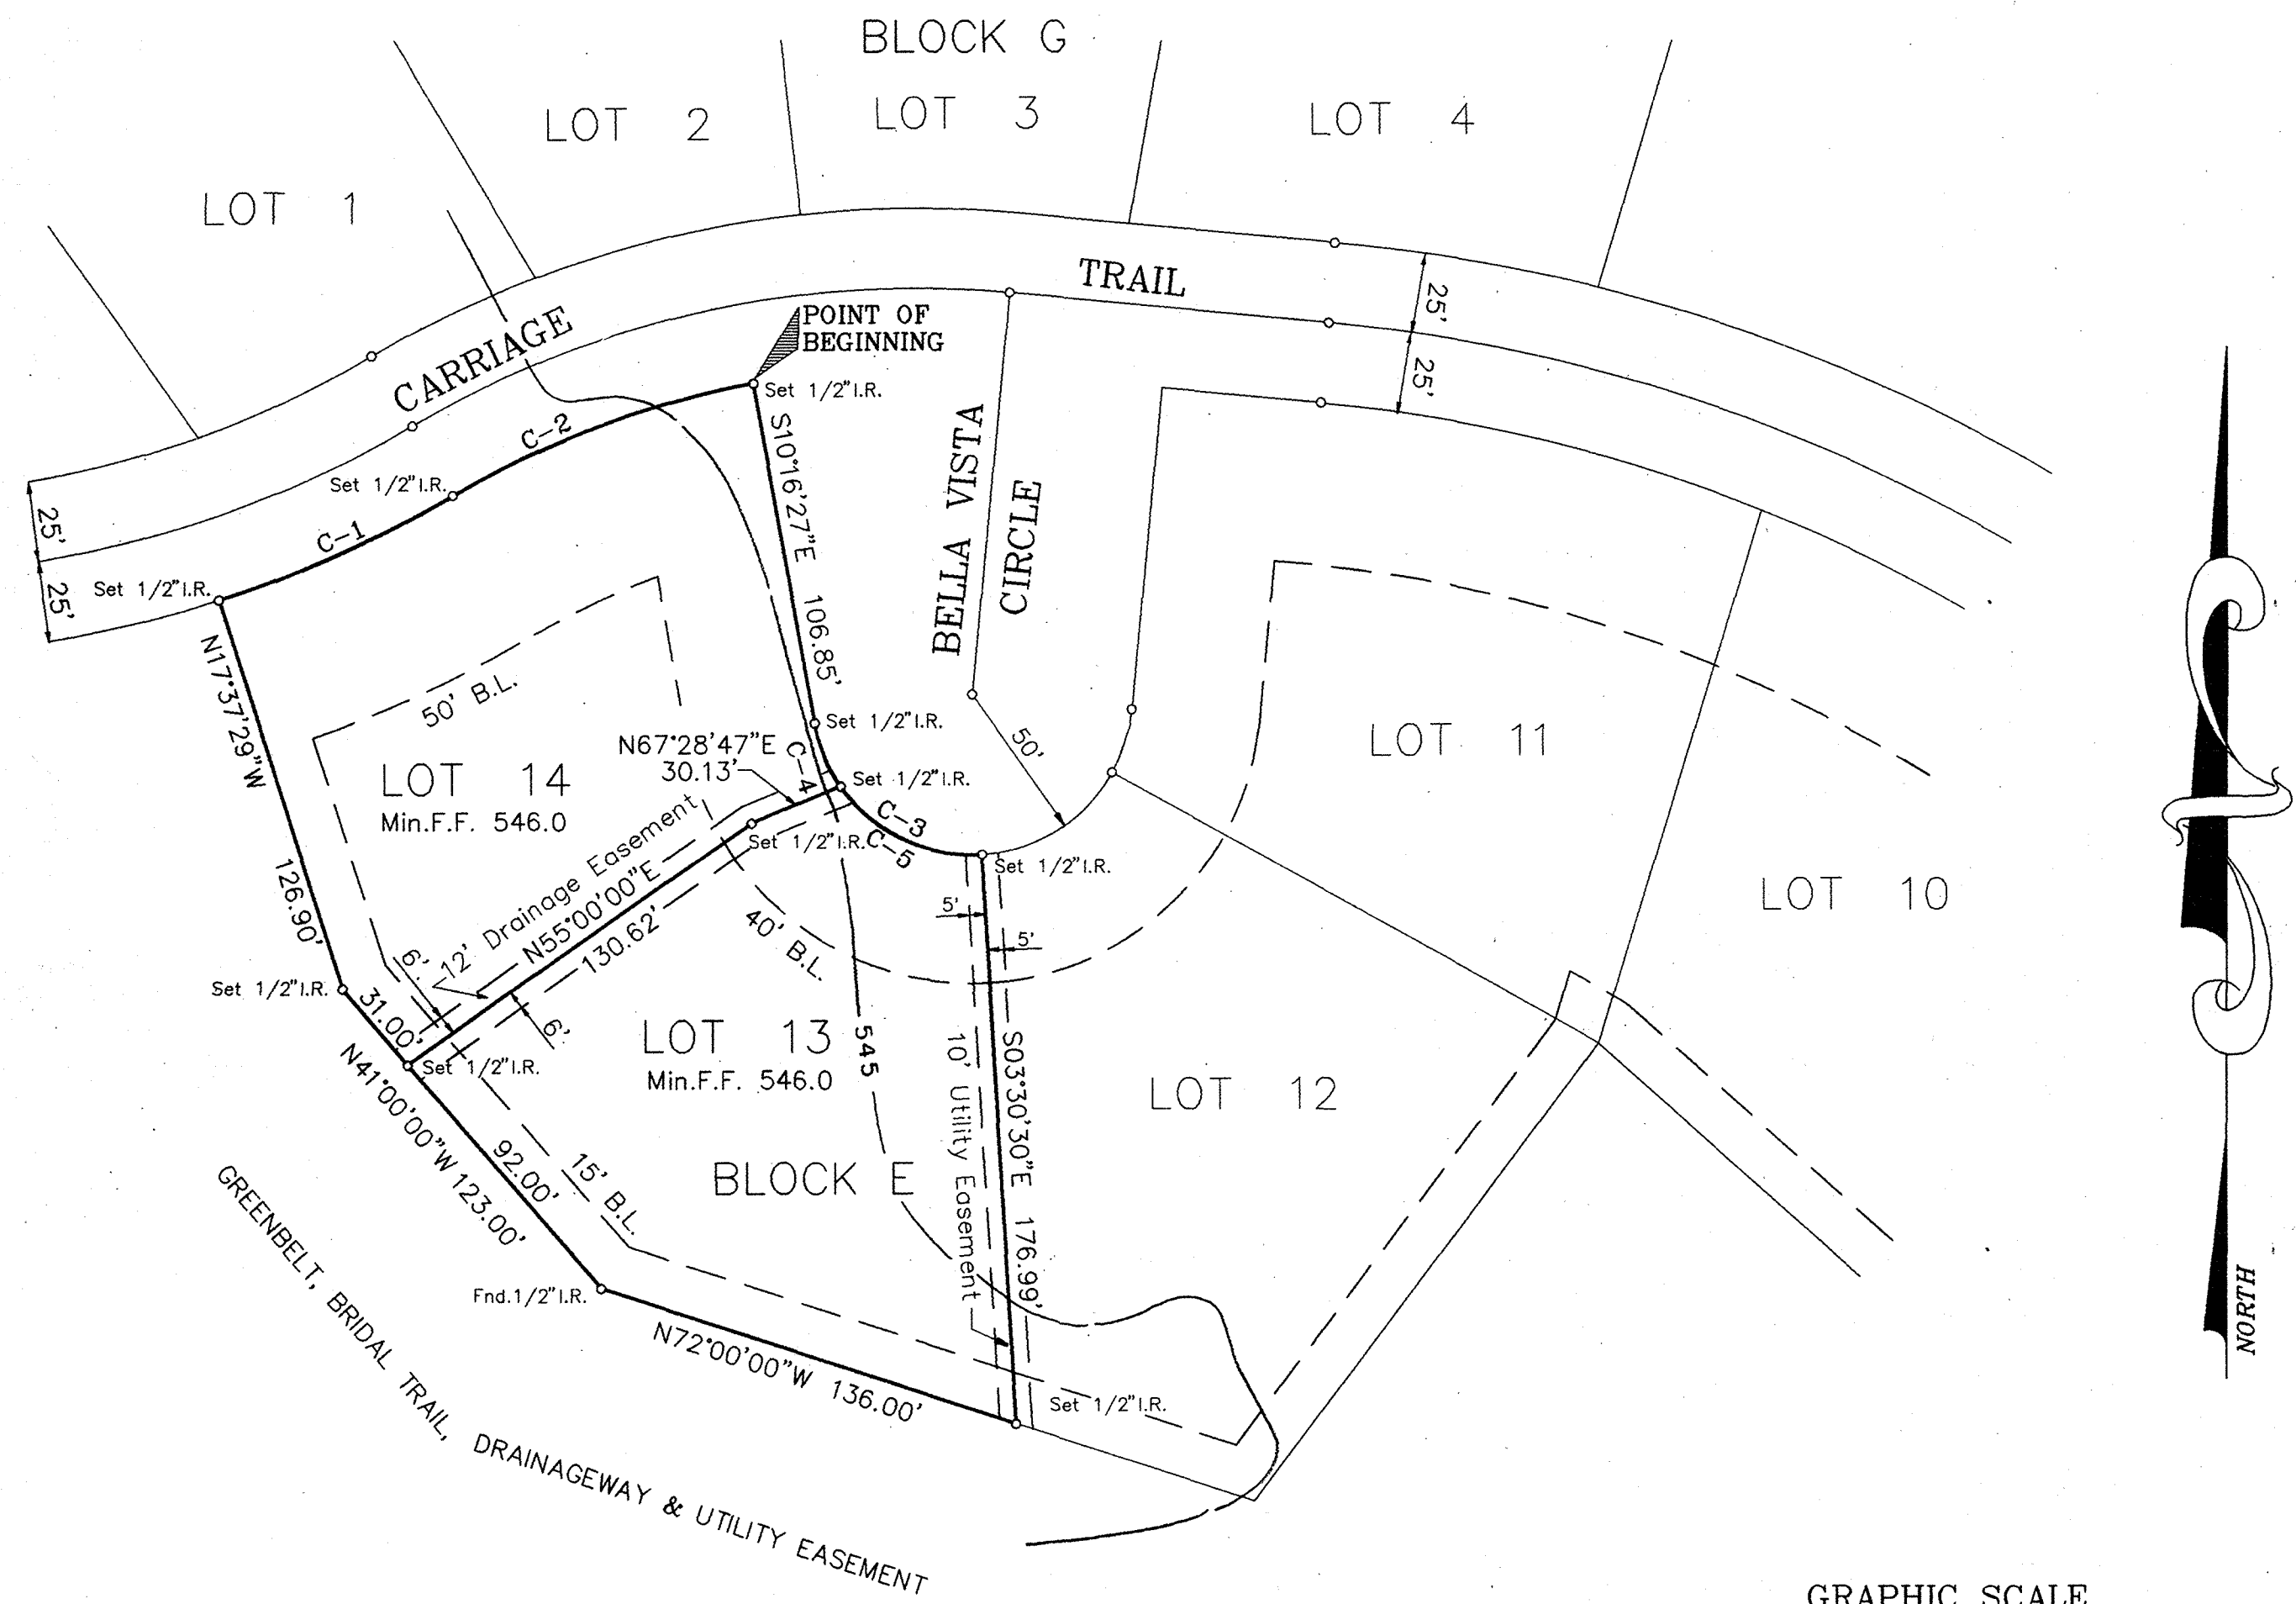 BLOCK G
LOT 1
LOT 2
LOT 3
LOT 4
CARRIAGE
TRAIL
25'
25'
25'
25'
POINT OF
BEGINNING
Set 1/2"I.R.
C-2
Set 1/2"I.R.
C-1
Set 1/2"I.R.
S10°16'27"E 106.85'
BELLA VISTA
CIRCLE
50'
N17°37'29"W
126.90'
50' B.L.
LOT 14
Min.F.F. 546.0
N67°28'47"E
30.13'
Set 1/2"I.R.
C-4
Set 1/2"I.R.
C-3
C-5
Set 1/2"I.R.
Set 1/2"I.R.
12' Drainage Easement
N55°00'00"E
130.62'
6'
6'
40' B.L.
5'
5'
LOT 11
LOT 10
Set 1/2"I.R.
31.00'
Set 1/2"I.R.
N41°00'00"W 123.00'
92.00'
15' B.L.
LOT 13
Min.F.F. 546.0
545
10' Utility Easement
S03°30'30"E 176.99'
LOT 12
BLOCK E
Fnd.1/2"I.R.
N72°00'00"W 136.00'
Set 1/2"I.R.
GREENBELT, BRIDAL TRAIL, DRAINAGEWAY & UTILITY EASEMENT
NORTH
GRAPHIC SCALE